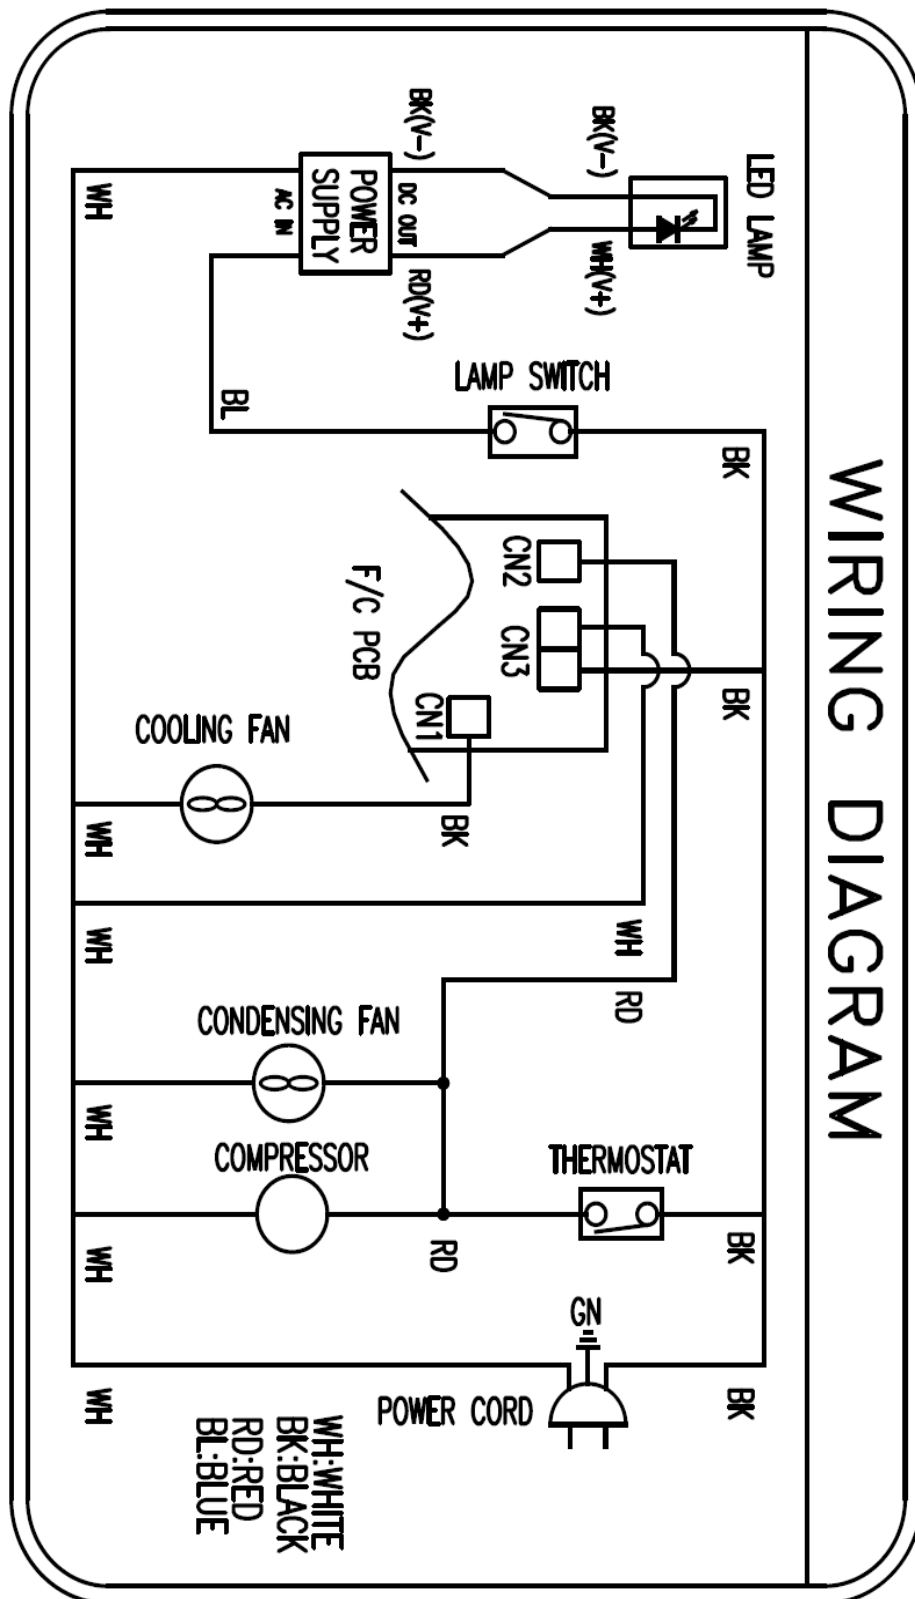 WIRING DIAGRAM
LED LAMP
BK(V-)
WH(V+)
BK(V-)
RD(V+)
DC OUT
POWER
SUPPLY
AC IN
WH
BL
LAMP SWITCH
BK
CN2
CN3
BK
F/C PCB
CN1
COOLING FAN
BK
WH
WH
WH
RD
CONDENSING FAN
WH
COMPRESSOR
THERMOSTAT
RD
BK
WH
GN
POWER CORD
BK
WH
WH:WHITE
BK:BLACK
RD:RED
BL:BLUE